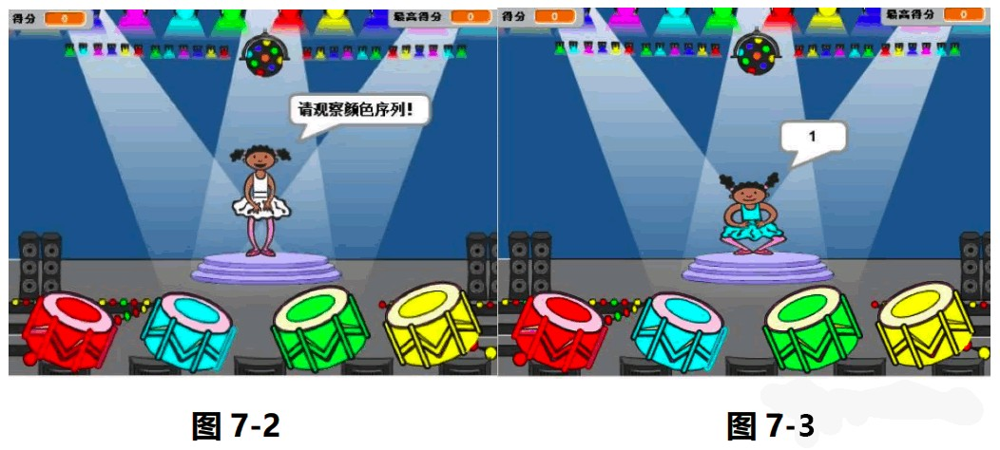 得分 0 最高得分 0
请观察颜色序列！
图 7-2
得分 0 最高得分 0
1
图 7-3